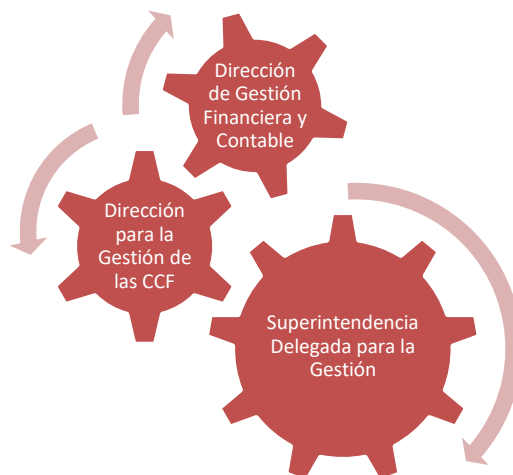 Dirección
de Gestión
Financiera y
Contable
Dirección
para la
Gestión de
las CCF
Superintendencia
Delegada para la
Gestión